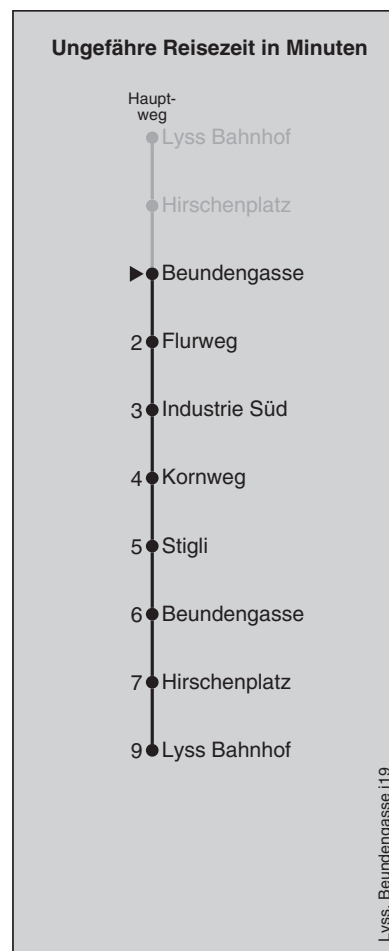 Ungefähre Reisezeit in Minuten
Haupt-
weg
Lyss Bahnhof
Hirschenplatz
Beundengasse
2 Flurweg
3 Industrie Süd
4 Kornweg
5 Stigli
6 Beundengasse
7 Hirschenplatz
9 Lyss Bahnhof
Lyss, Beundengasse j19